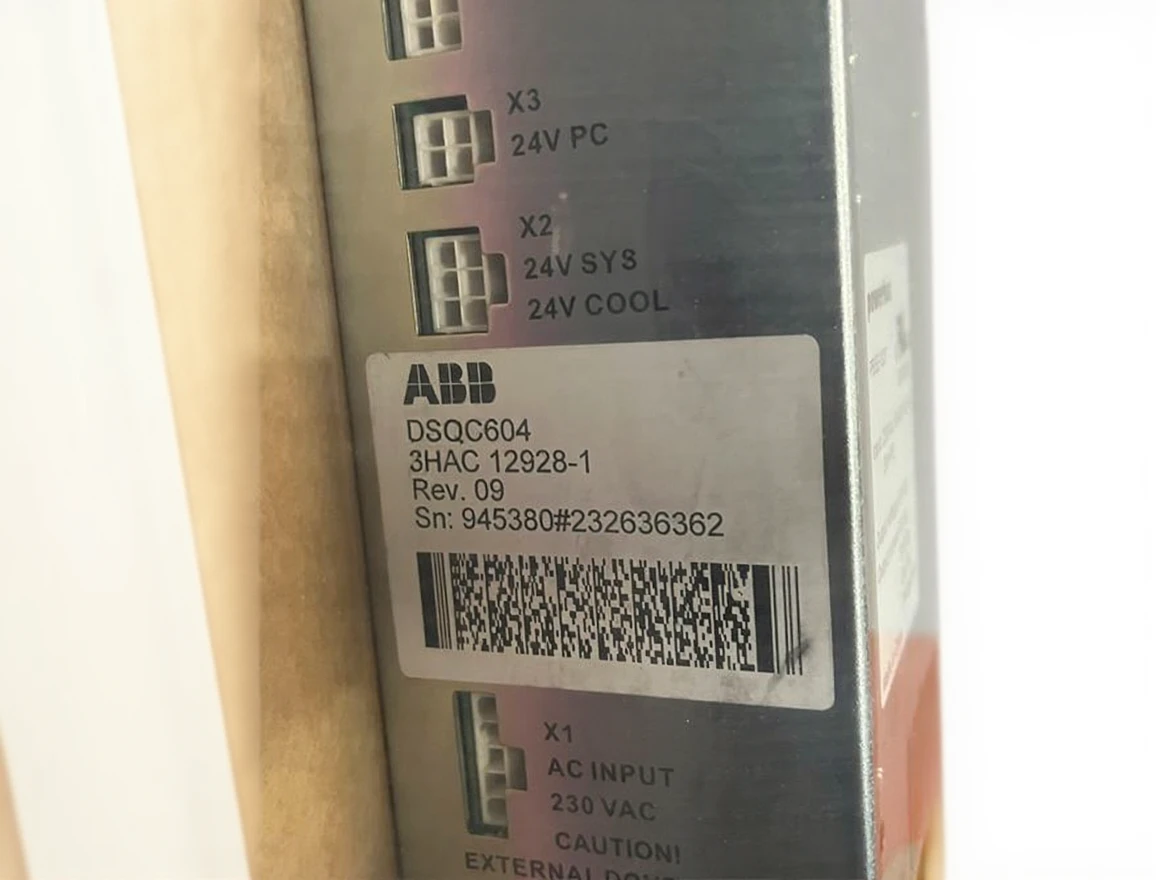 X3
24V PC
X2
24V SYS
24V COOL
ABB
DSQC604
3HAC 12928-1
Rev. 09
Sn: 945380#232636362
X1
AC INPUT
230 VAC
CAUTION!
EXTERNAL